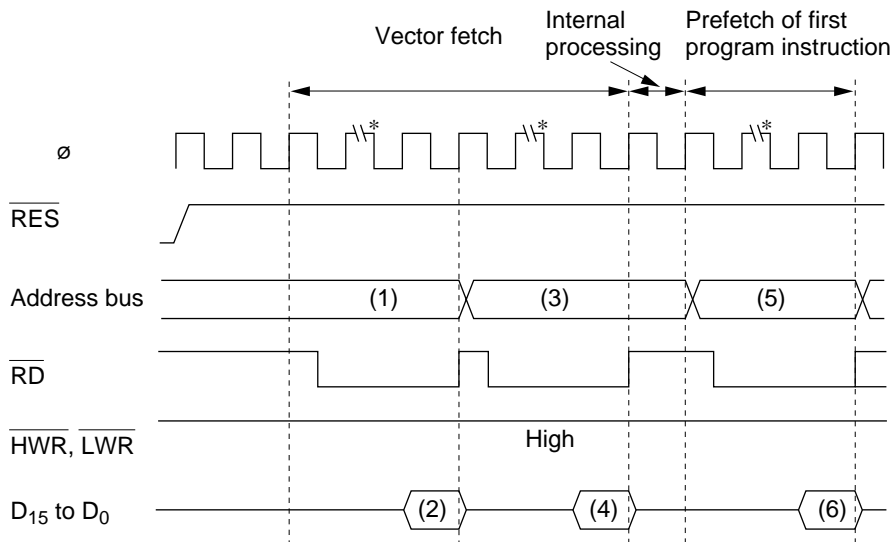 Vector fetch
Internal
processing
Prefetch of first
program instruction
*
*
*
ø
RES
Address bus
(1)
(3)
(5)
RD
HWR, LWR
High
D15 to D0
(2)
(4)
(6)